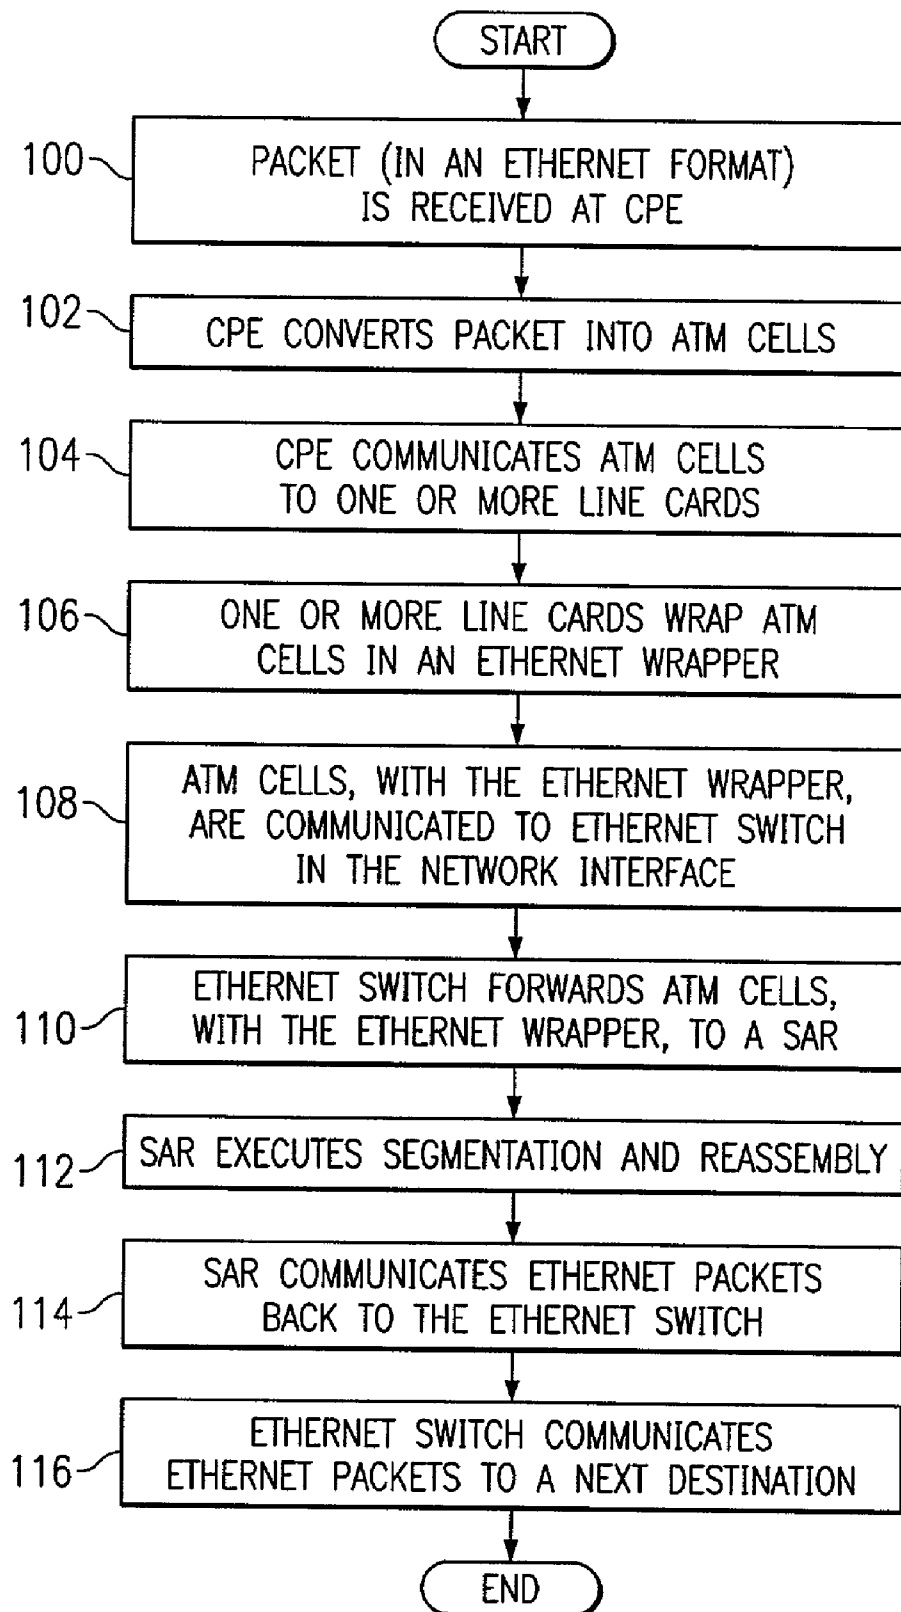 START
100
PACKET (IN AN ETHERNET FORMAT)
IS RECEIVED AT CPE
102
CPE CONVERTS PACKET INTO ATM CELLS
104
CPE COMMUNICATES ATM CELLS
TO ONE OR MORE LINE CARDS
106
ONE OR MORE LINE CARDS WRAP ATM
CELLS IN AN ETHERNET WRAPPER
108
ATM CELLS, WITH THE ETHERNET WRAPPER,
ARE COMMUNICATED TO ETHERNET SWITCH
IN THE NETWORK INTERFACE
110
ETHERNET SWITCH FORWARDS ATM CELLS,
WITH THE ETHERNET WRAPPER, TO A SAR
112
SAR EXECUTES SEGMENTATION AND REASSEMBLY
114
SAR COMMUNICATES ETHERNET PACKETS
BACK TO THE ETHERNET SWITCH
116
ETHERNET SWITCH COMMUNICATES
ETHERNET PACKETS TO A NEXT DESTINATION
END